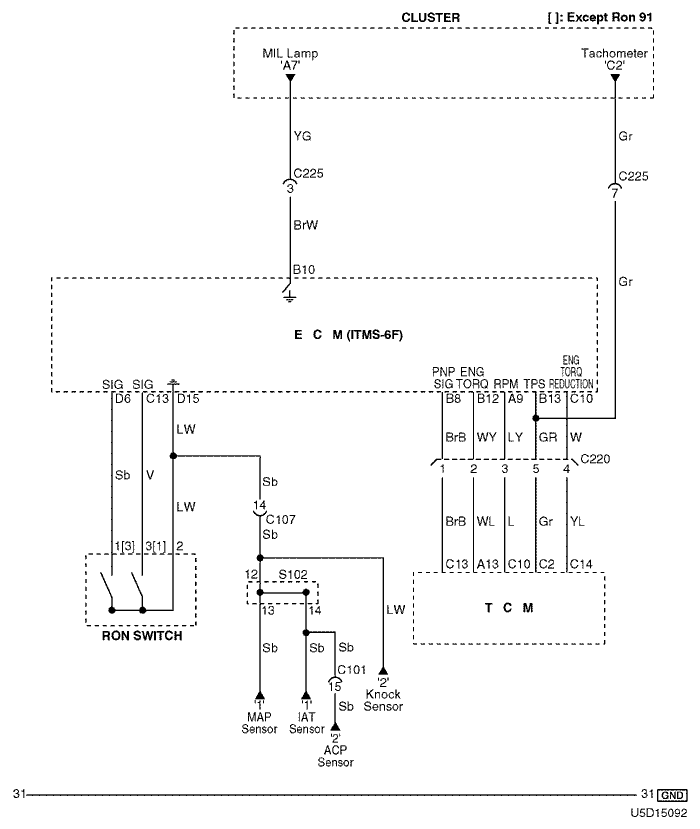 CLUSTER [ ]: Except Ron 91
MIL Lamp
'A7'
Tachometer
'C2'
YG
Gr
C225
3
C225
7
BrW
B10
Gr
E C M (ITMS-6F)
SIG SIG
PNP SIG
ENG TORQ
RPM
TPS
ENG TORQ REDUCTION
D6 C13 D15
B8 B12 A9 B13 C10
LW
BrB WY LY GR W
C220
1 2 3 5 4
Sb V
LW
Sb
14
C107
Sb
BrB WL L Gr YL
1[3] 3[1] 2
C13 A13 C10 C2 C14
12 S102
13 14
T C M
LW
RON SWITCH
Sb Sb Sb
C101
15
Sb
'1'
MAP
Sensor
'1'
IAT
Sensor
'2'
Knock
Sensor
'2'
ACP
Sensor
31 31 GND
U5D15092